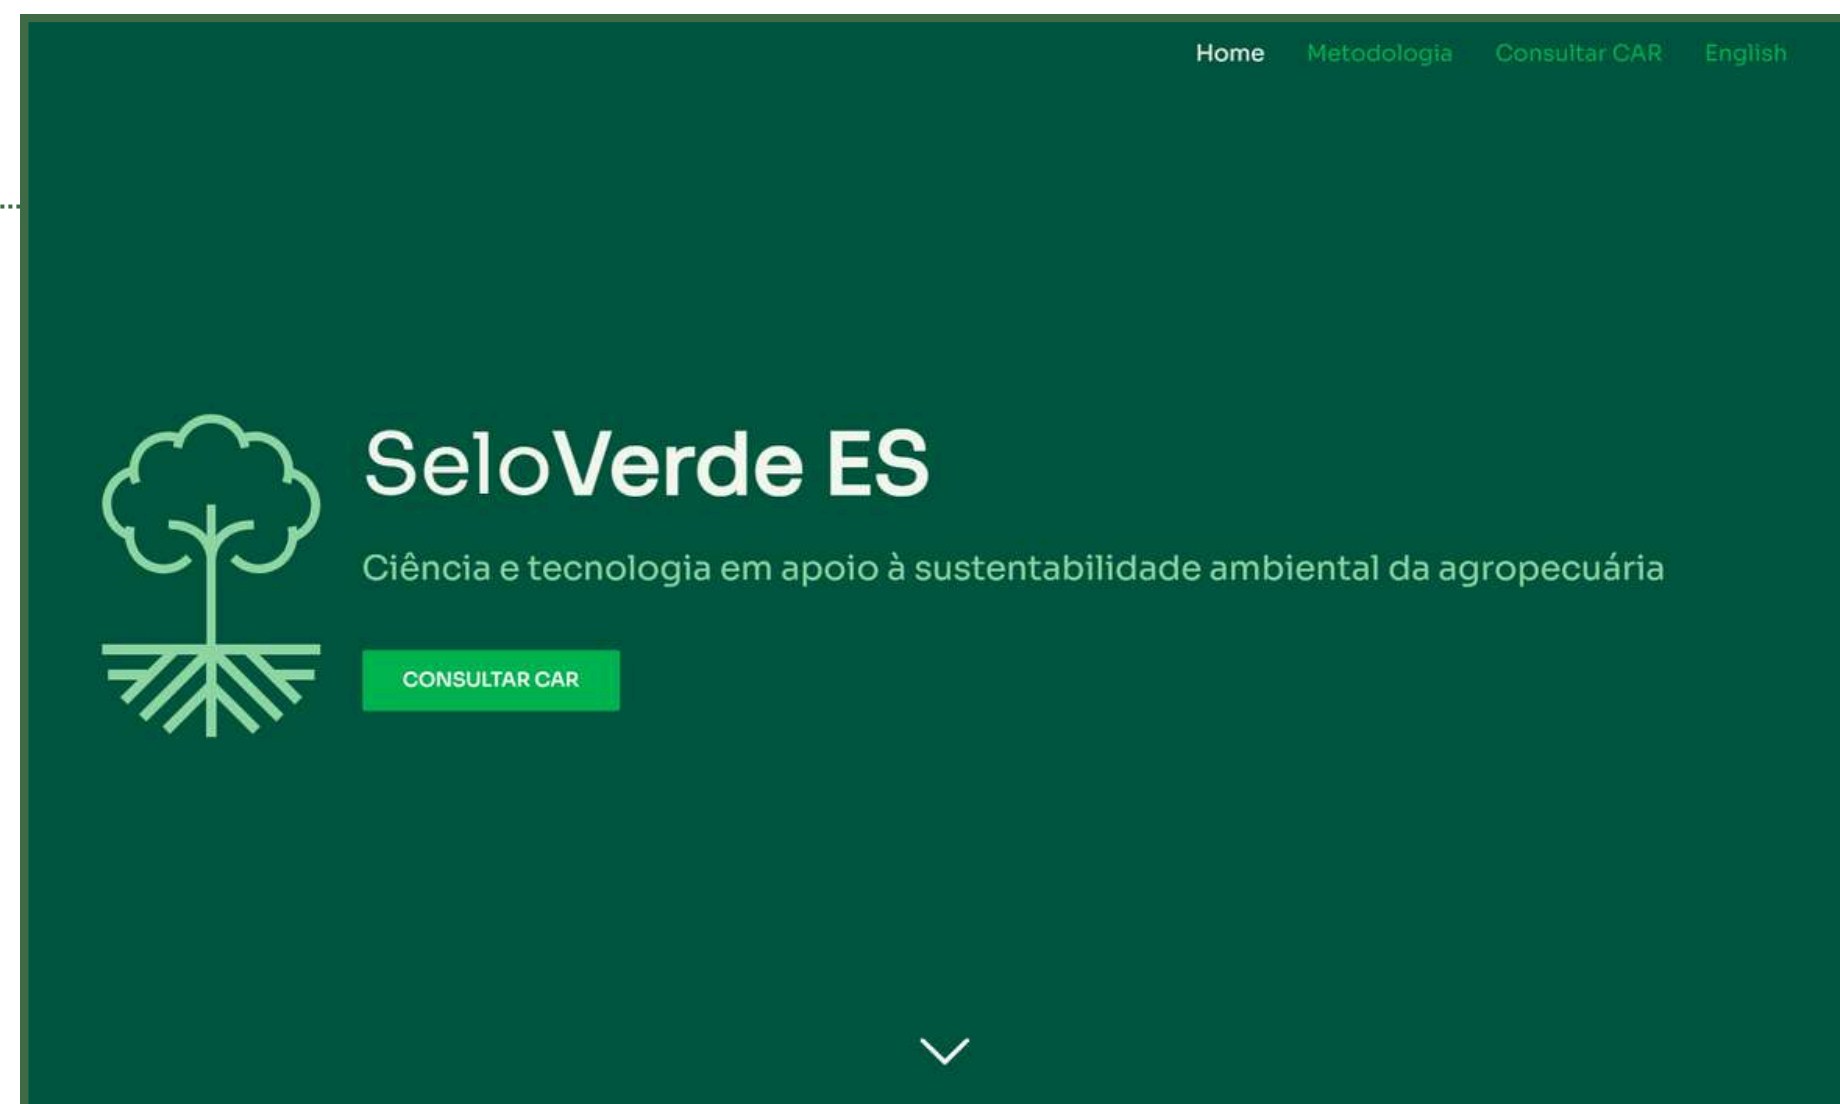 Home Metodologia Consultar CAR English
SeloVerde ES
Ciência e tecnologia em apoio à sustentabilidade ambiental da agropecuária
CONSULTAR CAR